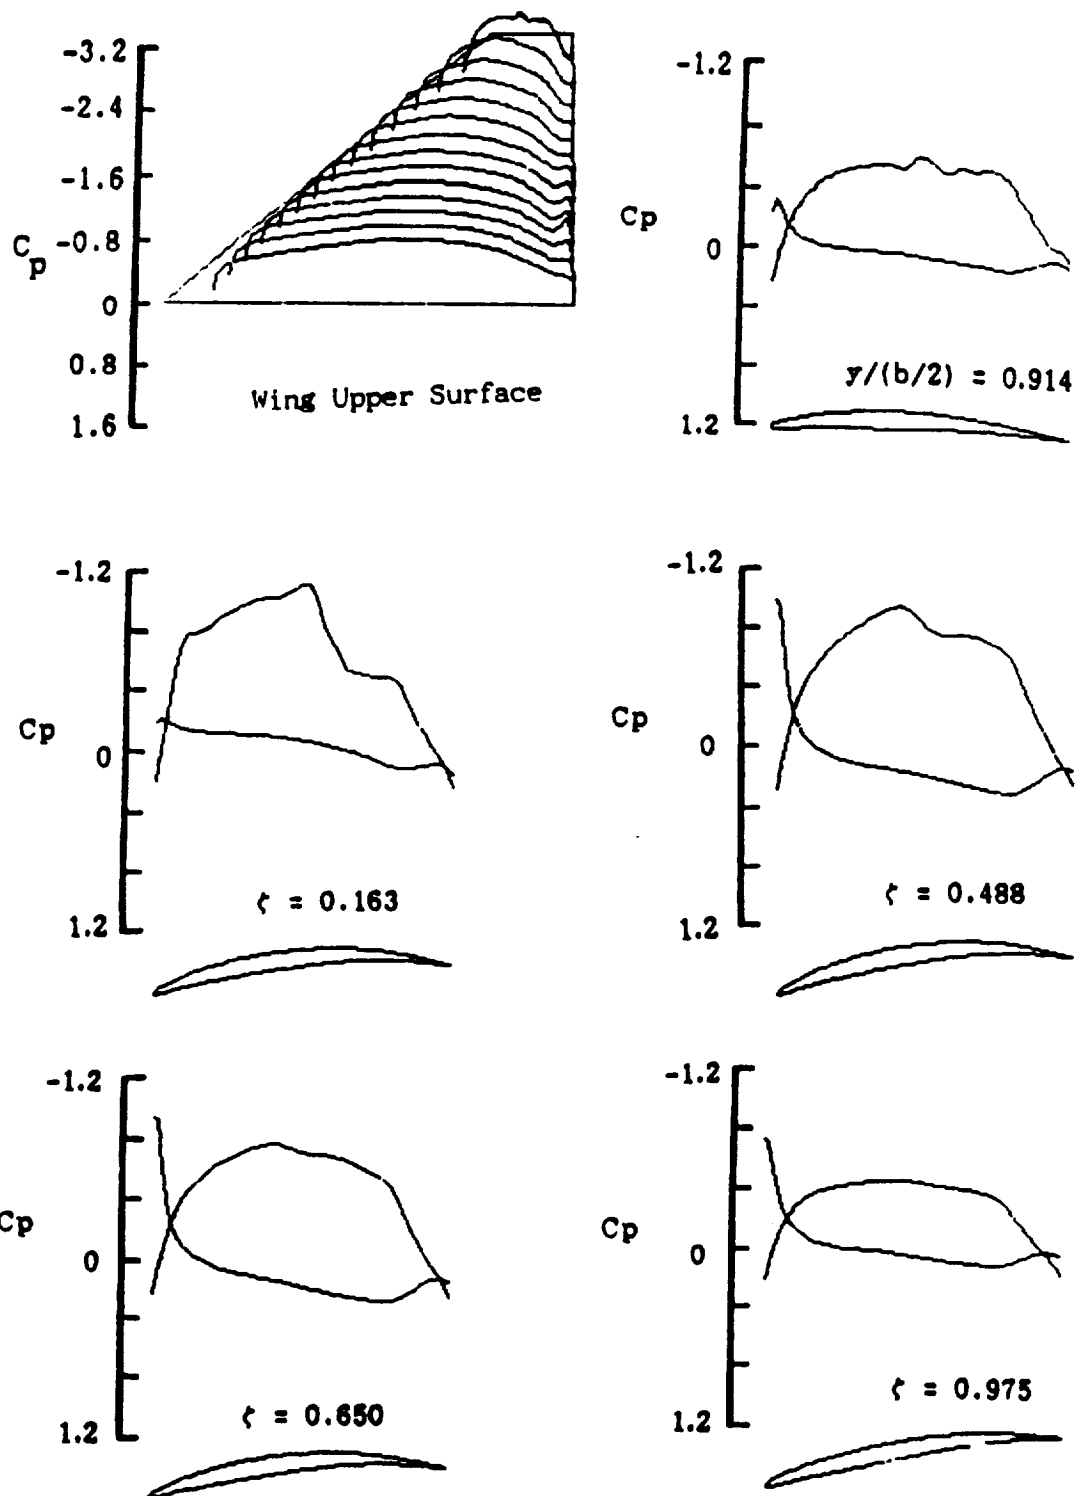 -3.2
-2.4
-1.6
-0.8
0
0.8
1.6
Cp
Wing Upper Surface
-1.2
Cp
0
1.2
y/(b/2) = 0.914
-1.2
Cp
0
1.2
ζ = 0.163
-1.2
Cp
0
1.2
ζ = 0.488
-1.2
Cp
0
1.2
ζ = 0.650
-1.2
Cp
0
1.2
ζ = 0.975